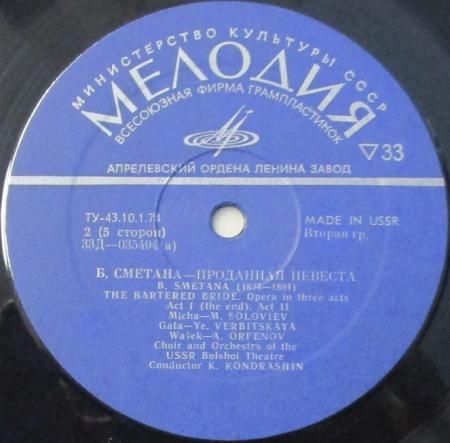 МИНИСТЕРСТВО КУЛЬТУРЫ СССР
МЕЛОДИЯ
ВСЕСОЮЗНАЯ ФИРМА ГРАМПЛАСТИНОК
АПРЕЛЕВСКИЙ ОРДЕНА ЛЕНИНА ЗАВОД
▽33
ТУ-43.10.1.74 MADE IN USSR
2 (5 сторон) Вторая гр.
33Д—035494 а)
Б. СМЕТАНА—ПРОДАННАЯ НЕВЕСТА
B. SMETANA (1824—1884)
THE BARTERED BRIDE. Opera in three acts
Act I (the end). Act II
Micha—M. SOLOVIEV
Gata—Ye. VERBITSKAYA
Wašek—A. ORFENOV
Choir and Orchestra of the
USSR Bolshoi Theatre
Conductor K. KONDRASHIN